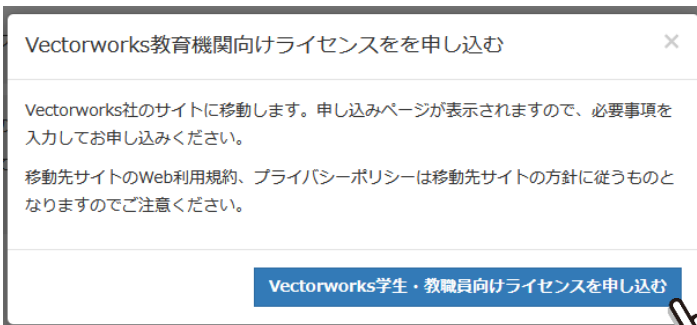 Vectorworks教育機関向けライセンスをを申し込む ×
Vectorworks社のサイトに移動します。申し込みページが表示されますので、必要事項を
入力してお申し込みください。
移動先サイトのWeb利用規約、プライバシーポリシーは移動先サイトの方針に従うものと
なりますのでご注意ください。
Vectorworks学生・教職員向けライセンスを申し込む